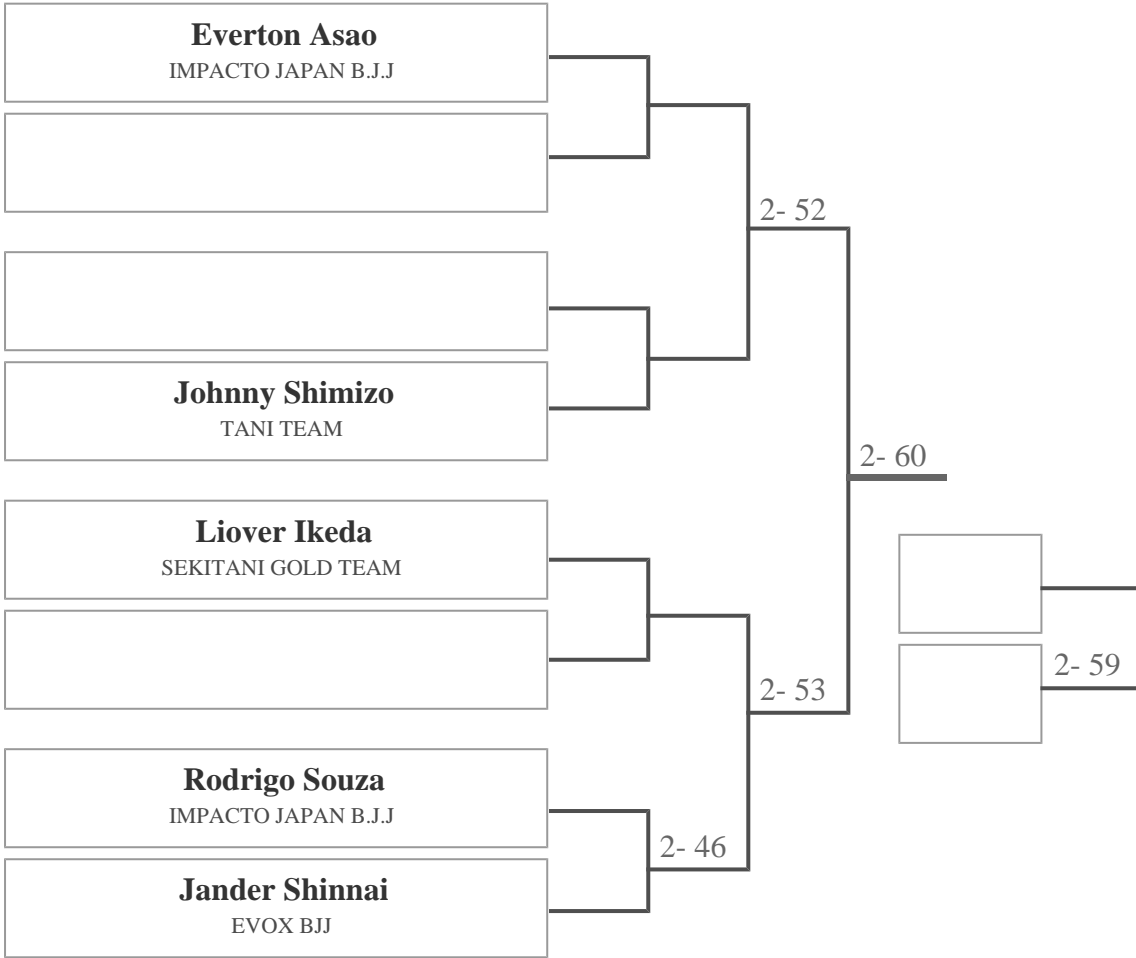 Everton Asao
IMPACTO JAPAN B.J.J
2- 52
Johnny Shimizo
TANI TEAM
2- 60
Liover Ikeda
SEKITANI GOLD TEAM
2- 59
2- 53
Rodrigo Souza
IMPACTO JAPAN B.J.J
2- 46
Jander Shinnai
EVOX BJJ